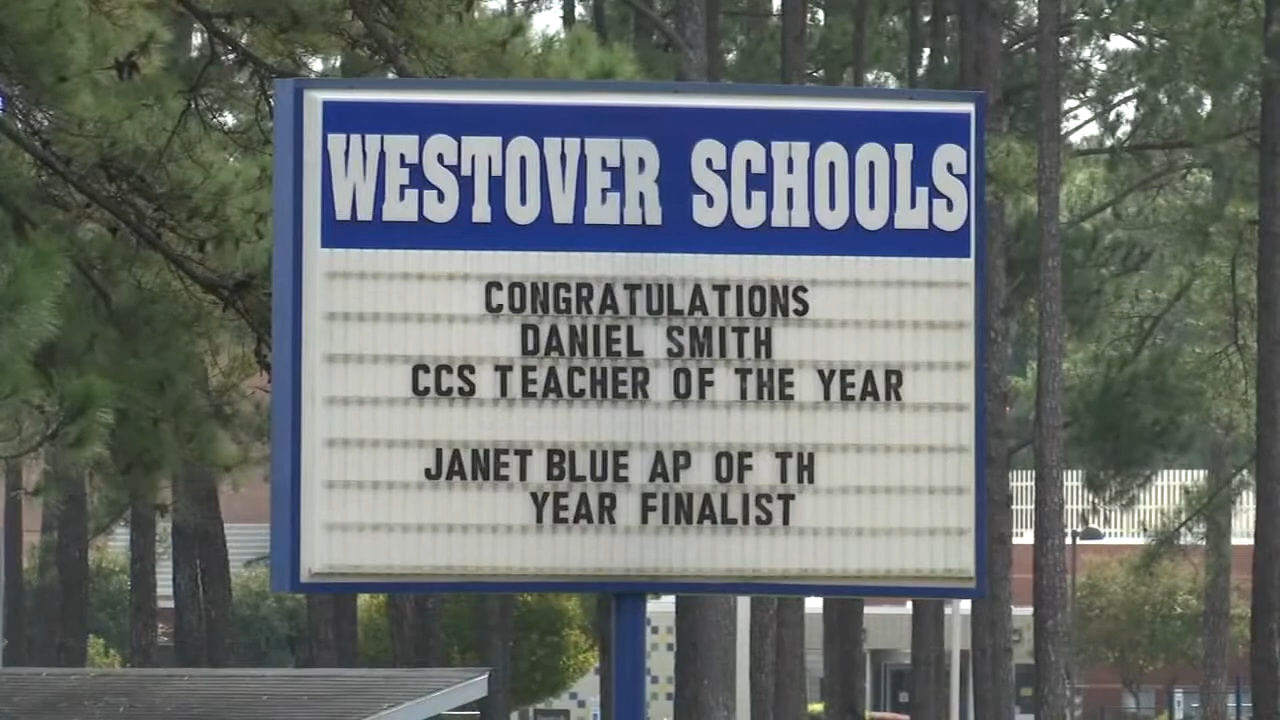 WESTOVER SCHOOLS
CONGRATULATIONS
DANIEL SMITH
CCS TEACHER OF THE YEAR
JANET BLUE AP OF TH
YEAR FINALIST